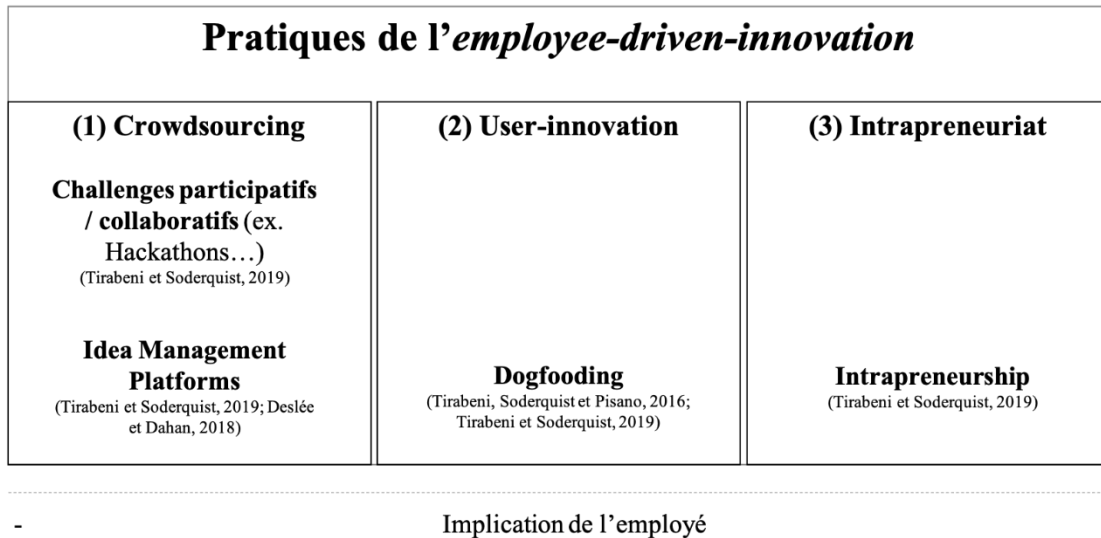 Pratiques de l’employee-driven-innovation
(1) Crowdsourcing
Challenges participatifs
/ collaboratifs (ex.
Hackathons…)
(Tirabeni et Soderquist, 2019)
Idea Management
Platforms
(Tirabeni et Soderquist, 2019; Deslée
et Dahan, 2018)
(2) User-innovation
Dogfooding
(Tirabeni, Soderquist et Pisano, 2016;
Tirabeni et Soderquist, 2019)
(3) Intrapreneuriat
Intrapreneurship
(Tirabeni et Soderquist,
2019)
- Implication de l’employé